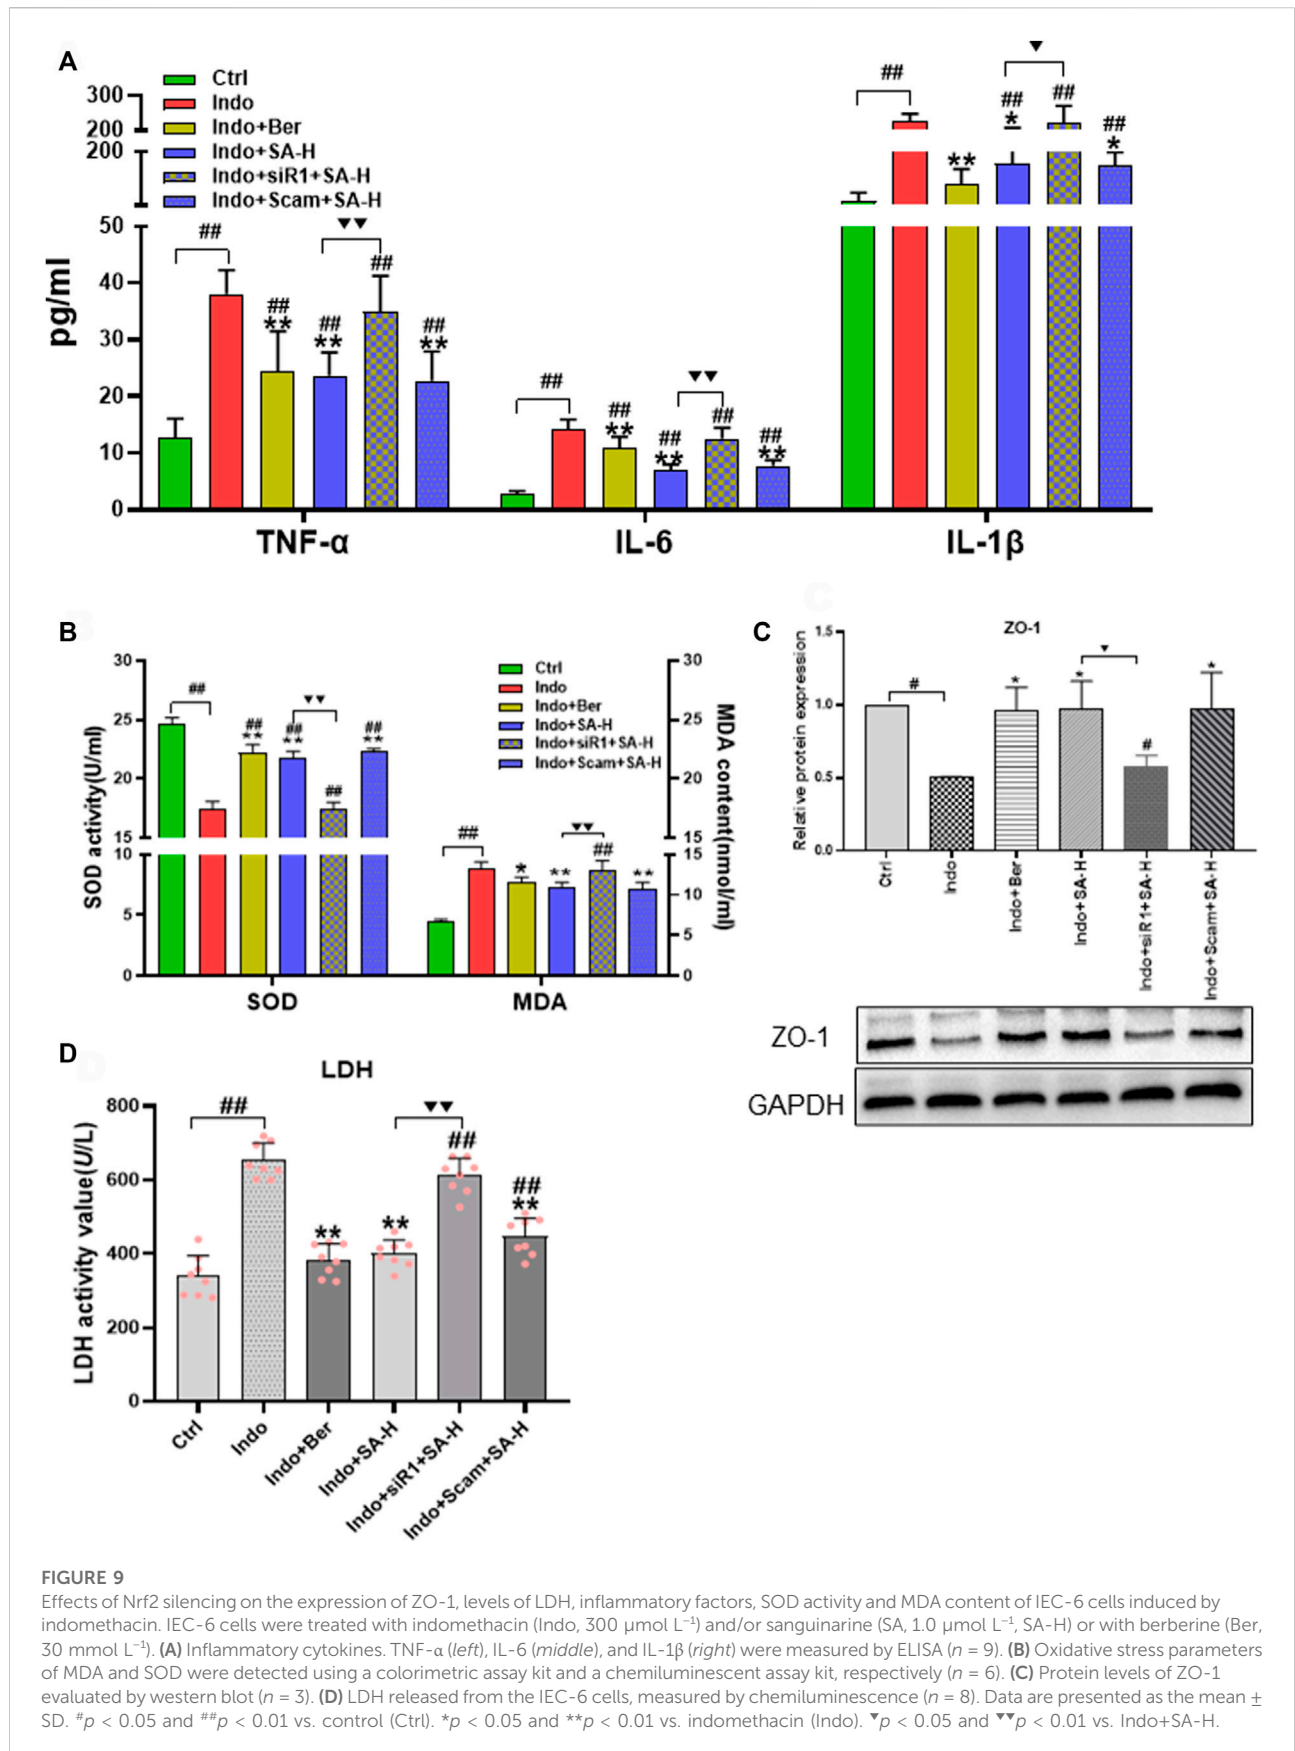 A
Ctrl
Indo
Indo+Ber
Indo+SA-H
Indo+siR1+SA-H
Indo+Scam+SA-H
300
200
200
50
40
30
20
10
0
pg/ml
## ## ** ## ** ▼▼ ## ## **
## ## ** ## ** ▼▼ ## ## **
## ** ## * ▼ ## ## *
TNF-α IL-6 IL-1β
B
30
25
20
15
10
5
0
SOD activity(U/ml)
Ctrl
Indo
Indo+Ber
Indo+SA-H
Indo+siR1+SA-H
Indo+Scam+SA-H
30
25
20
15
15
10
5
0
MDA content(nmol/ml)
## ## ** ## ** ▼▼ ## ## **
## * ** ▼▼ ## **
SOD MDA
C
ZO-1
1.5
1.0
0.5
0.0
Relative protein expression
# * * ▼ # *
Ctrl
Indo
Indo+Ber
Indo+SA-H
Indo+siR1+SA-H
Indo+Scam+SA-H
ZO-1
GAPDH
D
LDH
800
600
400
200
0
LDH activity value(U/L)
## ** ** ▼▼ ## ## **
Ctrl
Indo
Indo+Ber
Indo+SA-H
Indo+siR1+SA-H
Indo+Scam+SA-H
FIGURE 9
Effects of Nrf2 silencing on the expression of ZO-1, levels of LDH, inflammatory factors, SOD activity and MDA content of IEC-6 cells induced by
indomethacin. IEC-6 cells were treated with indomethacin (Indo, 300 μmol L⁻¹) and/or sanguinarine (SA, 1.0 μmol L⁻¹, SA-H) or with berberine (Ber,
30 mmol L⁻¹). (A) Inflammatory cytokines. TNF-α (left), IL-6 (middle), and IL-1β (right) were measured by ELISA (n = 9). (B) Oxidative stress parameters
of MDA and SOD were detected using a colorimetric assay kit and a chemiluminescent assay kit, respectively (n = 6). (C) Protein levels of ZO-1
evaluated by western blot (n = 3). (D) LDH released from the IEC-6 cells, measured by chemiluminescence (n = 8). Data are presented as the mean ±
SD. #p < 0.05 and ##p < 0.01 vs. control (Ctrl). *p < 0.05 and **p < 0.01 vs. indomethacin (Indo). ▼p < 0.05 and ▼▼p < 0.01 vs. Indo+SA-H.